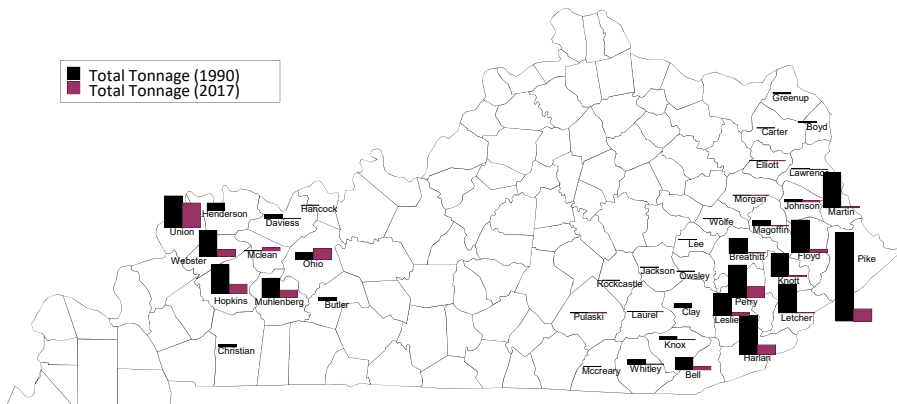 Total Tonnage (1990)
Total Tonnage (2017)
Greenup
Carter
Boyd
Elliott
Lawrence
Hancock
Henderson
Daviess
Union
Morgan
Johnson
Martin
Wolfe
Magoffin
Webster
Mclean
Ohio
Lee
Breathitt
Floyd
Pike
Jackson
Owsley
Knott
Rockcastle
Hopkins
Muhlenberg
Butler
Perry
Clay
Leslie
Letcher
Pulaski
Laurel
Christian
Knox
Harlan
Mccreary
Whitley
Bell